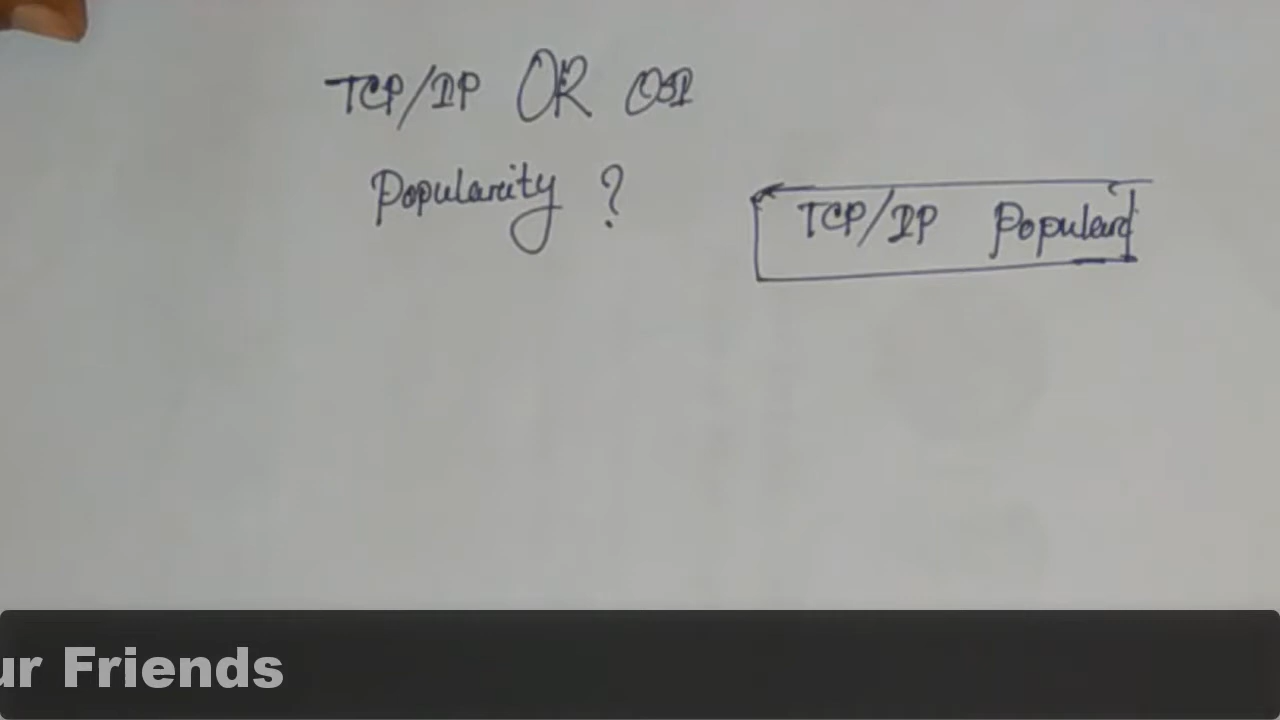 TCP/IP OR OSI
Popularity ?
TCP/IP Popular
ur Friends